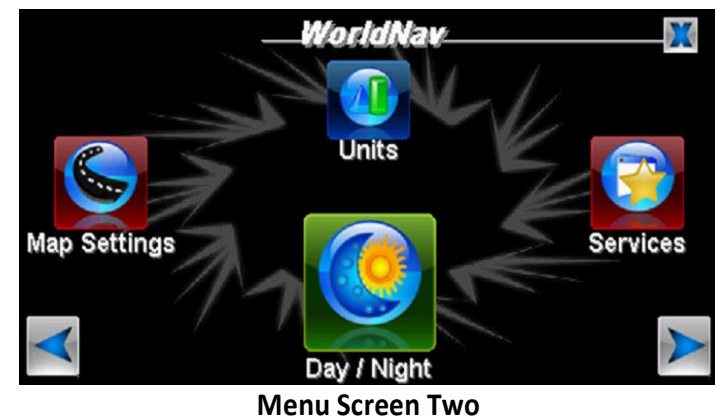 WorldNav
X
Units
Map Settings
Services
Day / Night
Menu Screen Two